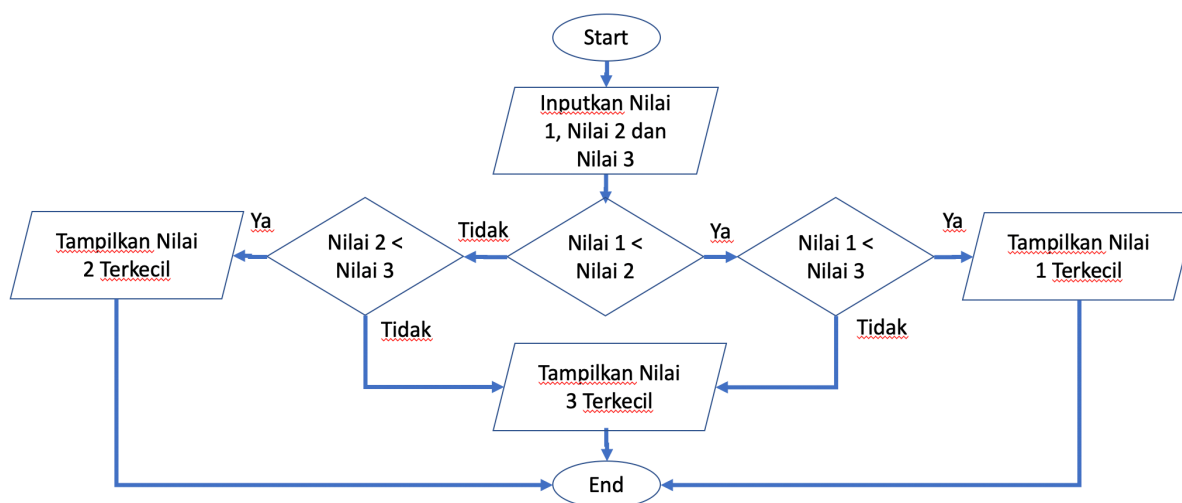 Start
Inputkan Nilai
1, Nilai 2 dan
Nilai 3
Ya
Tidak
Ya
Ya
Tampilkan Nilai
2 Terkecil
Nilai 2 <
Nilai 3
Nilai 1 <
Nilai 2
Nilai 1 <
Nilai 3
Tampilkan Nilai
1 Terkecil
Tidak
Tidak
Tampilkan Nilai
3 Terkecil
End